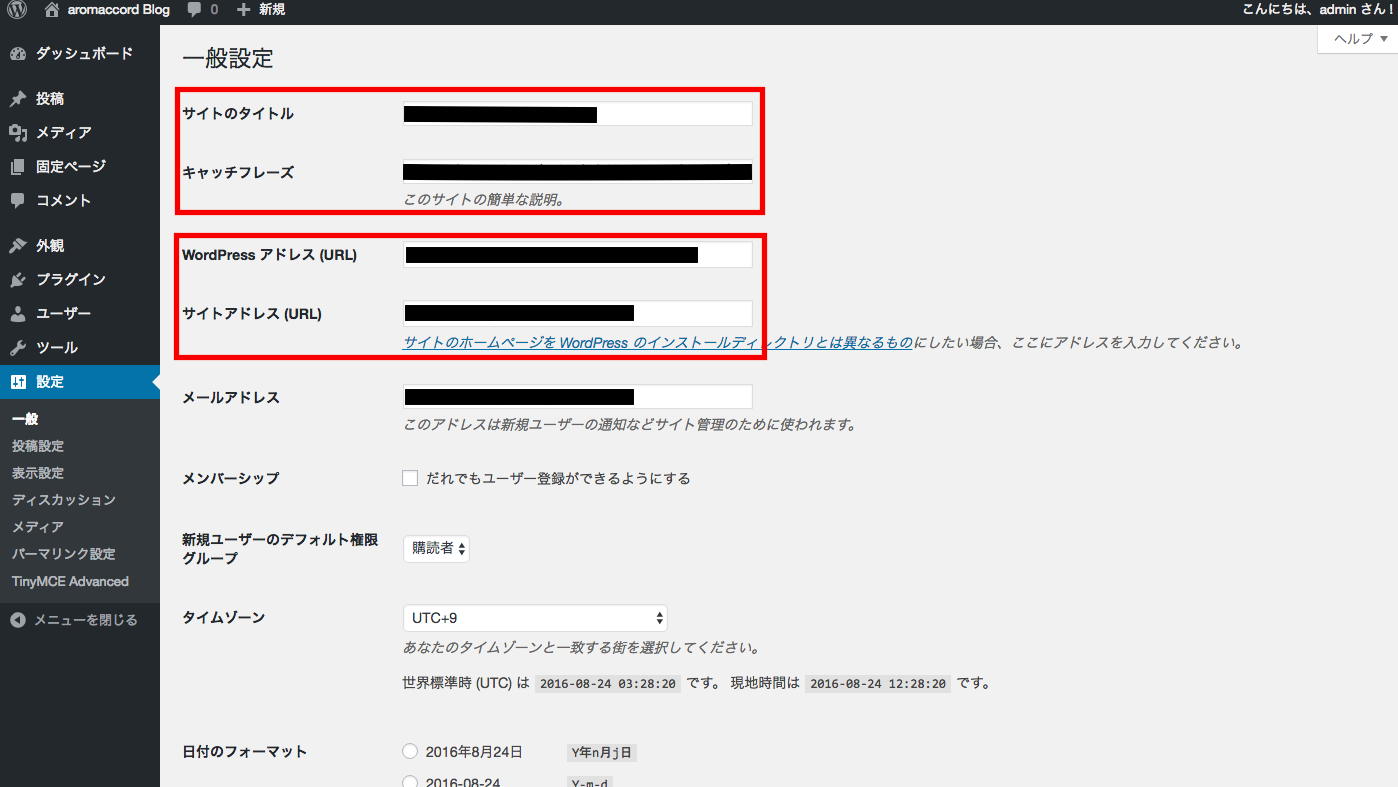 aromaccord Blog 0 新規 こんにちは、admin さん！
ヘルプ
ダッシュボード
投稿
メディア
固定ページ
コメント
外観
プラグイン
ユーザー
ツール
設定
一般
投稿設定
表示設定
ディスカッション
メディア
パーマリンク設定
TinyMCE Advanced
メニューを閉じる
一般設定
サイトのタイトル
キャッチフレーズ
このサイトの簡単な説明。
WordPress アドレス (URL)
サイトアドレス (URL)
サイトのホームページを WordPress のインストールディレクトリとは異なるものにしたい場合、ここにアドレスを入力してください。
メールアドレス
このアドレスは新規ユーザーの通知などサイト管理のために使われます。
メンバーシップ だれでもユーザー登録ができるようにする
新規ユーザーのデフォルト権限
グループ
購読者
タイムゾーン UTC+9
あなたのタイムゾーンと一致する街を選択してください。
世界標準時 (UTC) は 2016-08-24 03:28:20 です。 現地時間は 2016-08-24 12:28:20 です。
日付のフォーマット 2016年8月24日 Y年n月j日
2016-08-24 Y-m-d